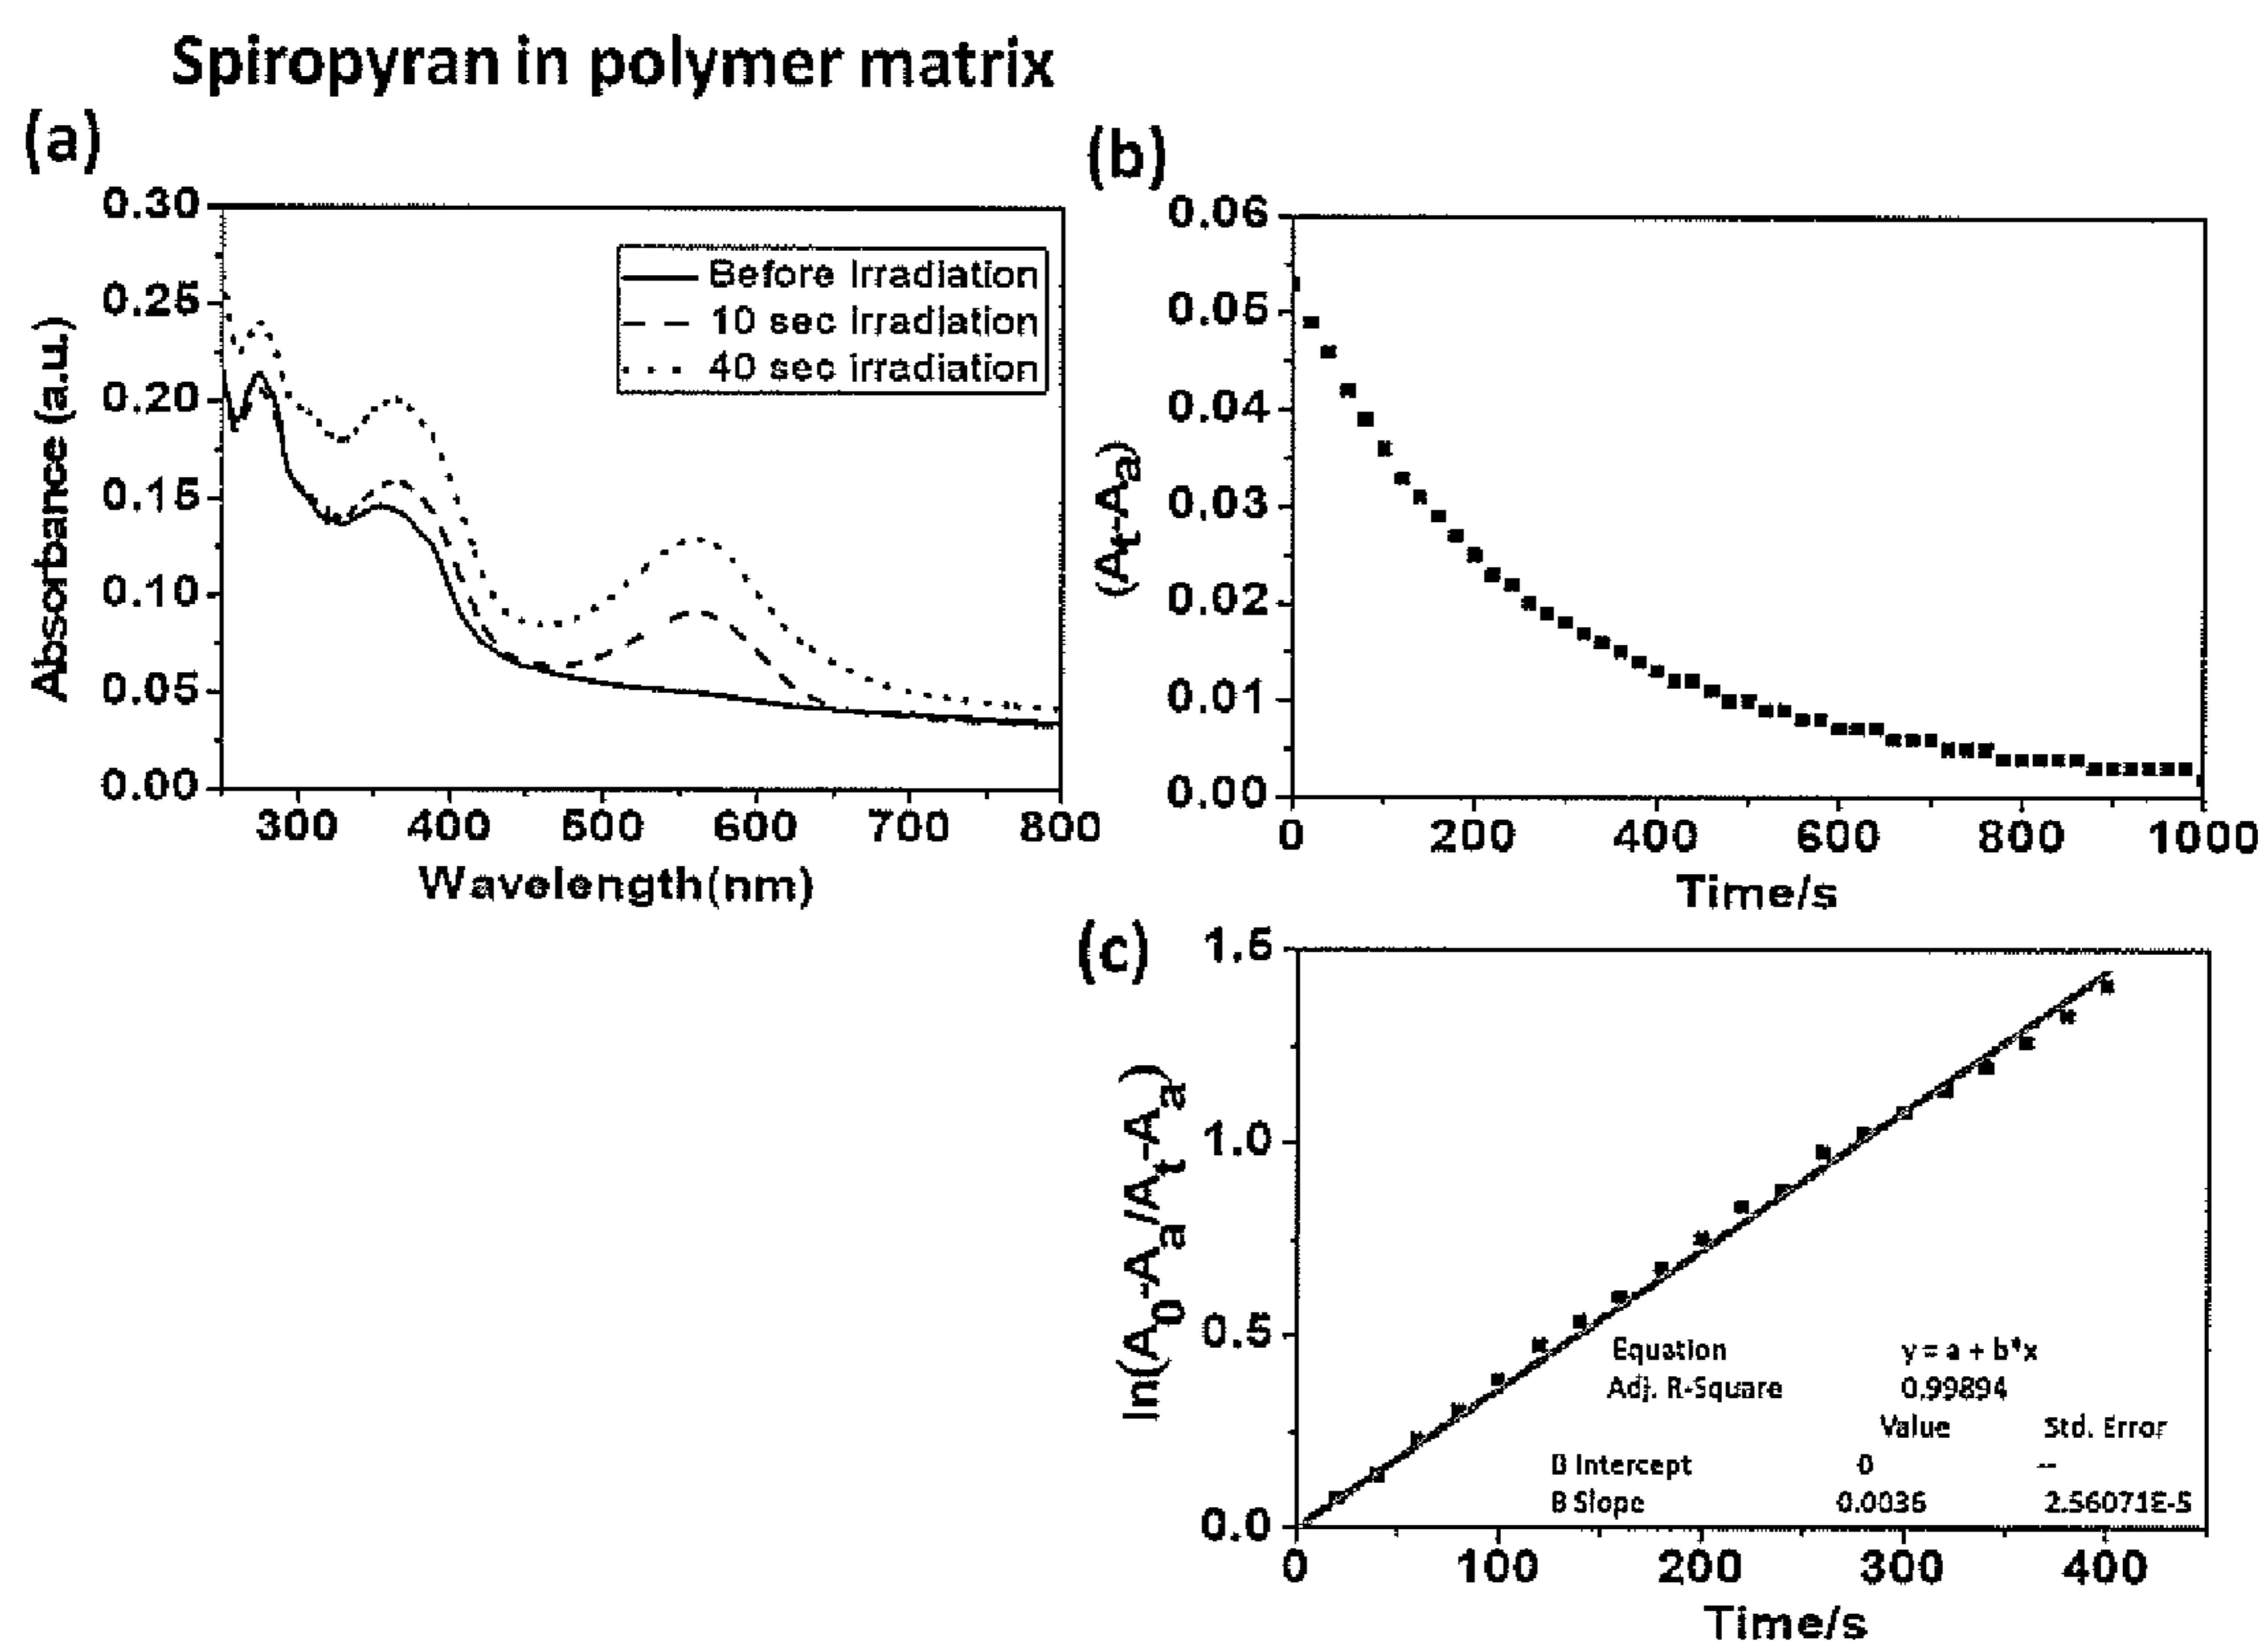 Spiropyran in polymer matrix
(a)
0.30
0.25
0.20
0.15
0.10
0.05
0.00
Absorbance (a.u.)
Before Irradiation
10 sec irradiation
40 sec irradiation
300 400 500 600 700 800
Wavelength(nm)
(b)
0.06
0.05
0.04
0.03
0.02
0.01
0.00
(At-Aa)
0 200 400 600 800 1000
Time/s
(c)
1.5
1.0
0.5
0.0
ln(A0-Aa/At-Aa)
Equation y = a + b*x
Adj. R-Square 0.99894
Value Std. Error
B Intercept 0 --
B Slope 0.0036 2.56071E-5
0 100 200 300 400
Time/s